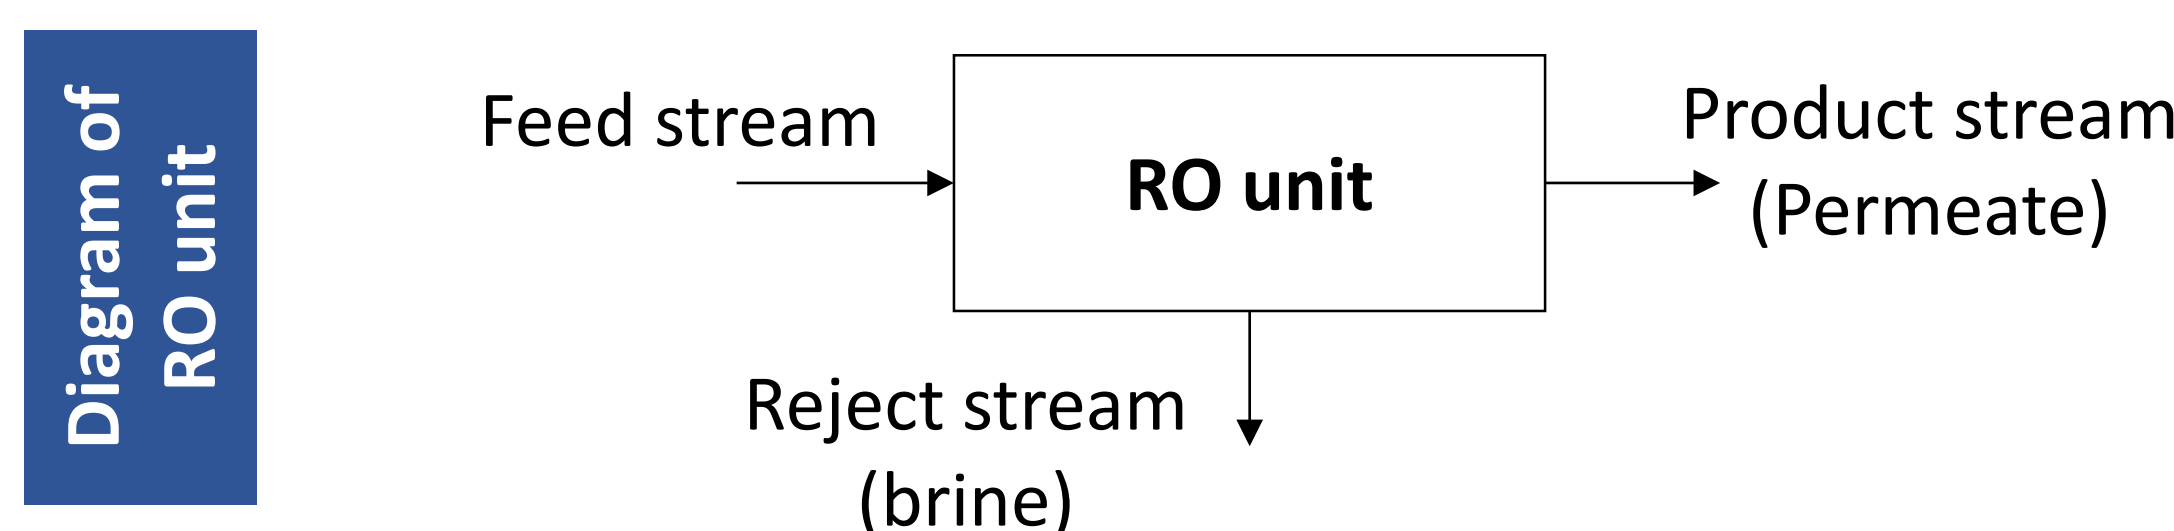 Diagram of
RO unit
Feed stream
RO unit
Product stream
(Permeate)
Reject stream
(brine)